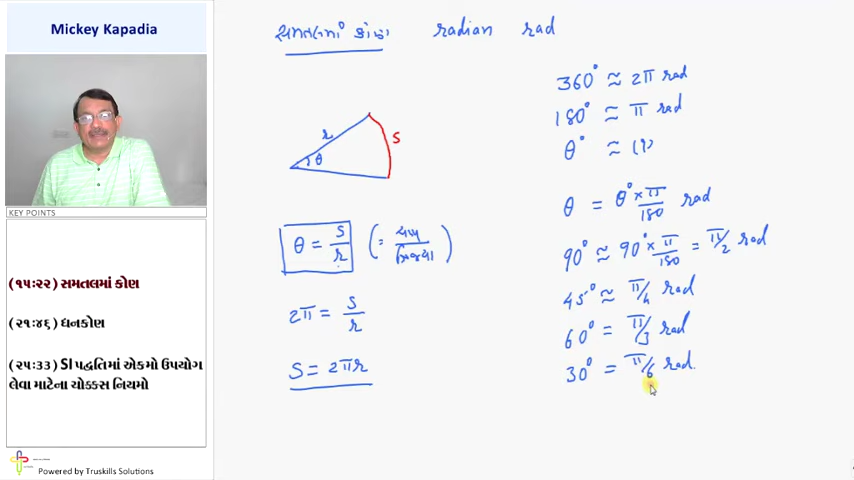 Mickey Kapadia
KEY POINTS
(૧૫:૨૨) સમતલમાં કોણ
(૨૧:૪૬) ઘનકોણ
(૨૫:૩૩) SI પદ્ધતિમાં એકમો ઉપયોગ
લેવા માટેના ચોક્કસ નિયમો
Powered by Truskills Solutions
radian rad
r
θ
S
θ = S/r (= ચાપ/ત્રિજ્યા)
2π = S/r
S = 2πr
360° ≈ 2π rad
180° ≈ π rad
θ° ≈ (?)
θ = θ° × π/180 rad
90° ≈ 90° × π/180 = π/2 rad
45° ≈ π/4 rad
60° = π/3 rad
30° = π/6 rad.